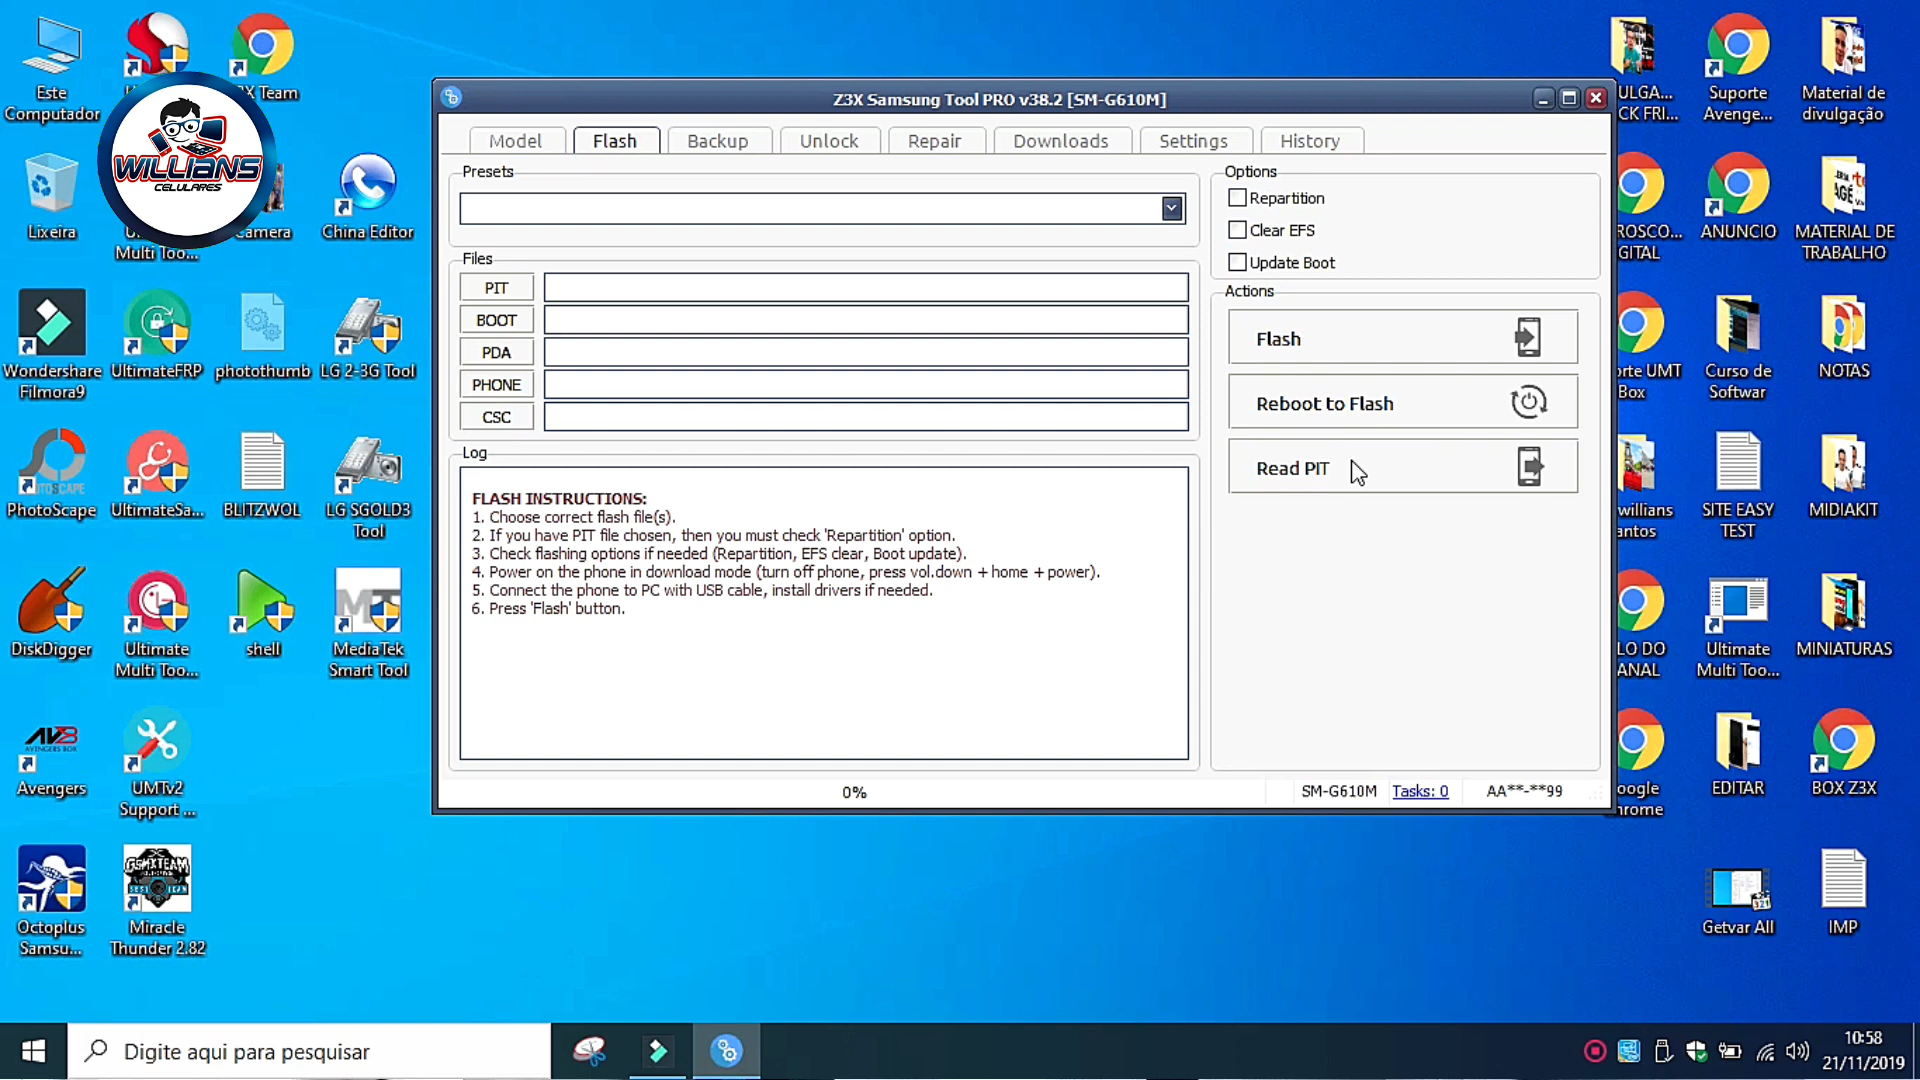 Este
Computador
X Team
WILLIANS
CELULARES
Lixeira
Multi Too...
amera
China Editor
Wondershare
Filmora9
UltimateFRP
photothumb
LG 2-3G Tool
PhotoScape
UltimateSa...
BLITZWOL
LG SGOLD3
Tool
DiskDigger
Ultimate
Multi Too...
shell
MediaTek
Smart Tool
AVB
AVENGERS BOX
Avengers
UMTv2
Support ...
Octoplus
Samsu...
GSMXTEAM
Miracle
Thunder 2.82
Z3X Samsung Tool PRO v38.2 [SM-G610M]
Model
Flash
Backup
Unlock
Repair
Downloads
Settings
History
Presets
Files
PIT
BOOT
PDA
PHONE
CSC
Log
FLASH INSTRUCTIONS:
1. Choose correct flash file(s).
2. If you have PIT file chosen, then you must check 'Repartition' option.
3. Check flashing options if needed (Repartition, EFS clear, Boot update).
4. Power on the phone in download mode (turn off phone, press vol.down + home + power).
5. Connect the phone to PC with USB cable, install drivers if needed.
6. Press 'Flash' button.
Options
Repartition
Clear EFS
Update Boot
Actions
Flash
Reboot to Flash
Read PIT
0%
SM-G610M
Tasks: 0
AA**-**99
ULGA...
CK FRI...
Suporte
Avenge...
Material de
divulgação
ROSCO...
GITAL
ANUNCIO
MATERIAL DE
TRABALHO
orte UMT
Box
Curso de
Softwar
NOTAS
willians
antos
SITE EASY
TEST
MIDIAKIT
LO DO
ANAL
Ultimate
Multi Too...
MINIATURAS
oogle
hrome
EDITAR
BOX Z3X
Getvar All
IMP
Digite aqui para pesquisar
10:58
21/11/2019